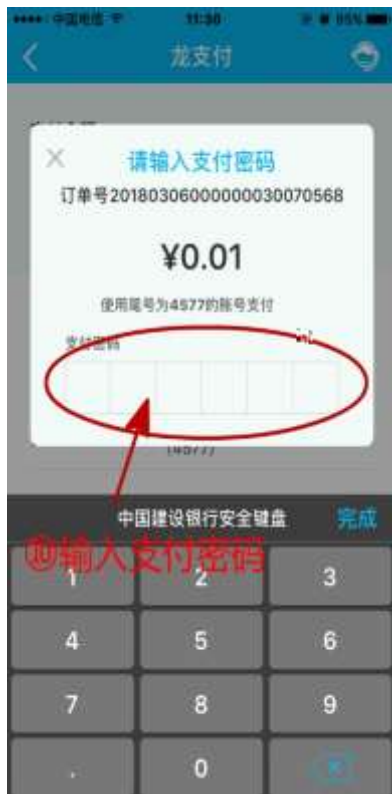 中国电信 11:30 95%
龙支付
请输入支付密码
订单号20180306000000030070568
¥0.01
使用尾号为4577的账号支付
支付密码
(4577)
中国建设银行安全键盘 完成
⑩输入支付密码
1 2 3
4 5 6
7 8 9
. 0